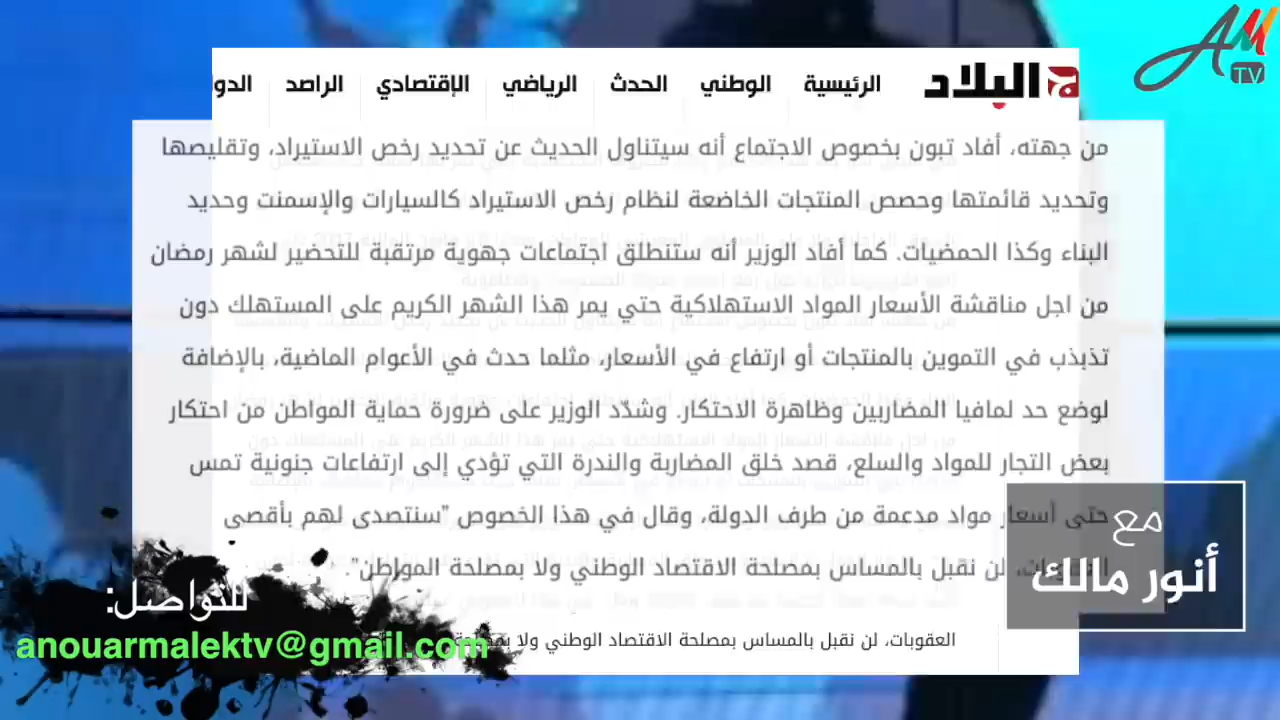 AM
TV
البلاد
الرئيسية الوطني الحدث الرياضي الإقتصادي الراصد الدوا
من جهته، أفاد تبون بخصوص الاجتماع أنه سيتناول الحديث عن تحديد رخص الاستيراد، وتقليصها
وتحديد قائمتها وحصص المنتجات الخاضعة لنظام رخص الاستيراد كالسيارات والإسمنت وحديد
البناء وكذا الحمضيات. كما أفاد الوزير انه ستنطلق اجتماعات جهوية مرتقبة للتحضير لشهر رمضان
من اجل مناقشة الأسعار المواد الاستهلاكية حتي يمر هذا الشهر الكريم على المستهلك دون
تذبذب في التموين بالمنتجات أو ارتفاع في الأسعار، مثلما حدث في الأعوام الماضية، بالإضافة
لوضع حد لمافيا المضاربين وظاهرة الاحتكار. وشدّد الوزير على ضرورة حماية المواطن من احتكار
بعض التجار للمواد والسلع، قصد خلق المضاربة والندرة التي تؤدي إلى ارتفاعات جنونية تمس
حتى أسعار مواد مدعمة من طرف الدولة، وقال في هذا الخصوص "سنتصدى لهم بأقصى
العقوبات، لن نقبل بالمساس بمصلحة الاقتصاد الوطني ولا بمصلحة المواطن".
العقوبات، لن نقبل بالمساس بمصلحة الاقتصاد الوطني ولا
مع
أنور مالك
للتواصل:
anouarmalektv@gmail.com